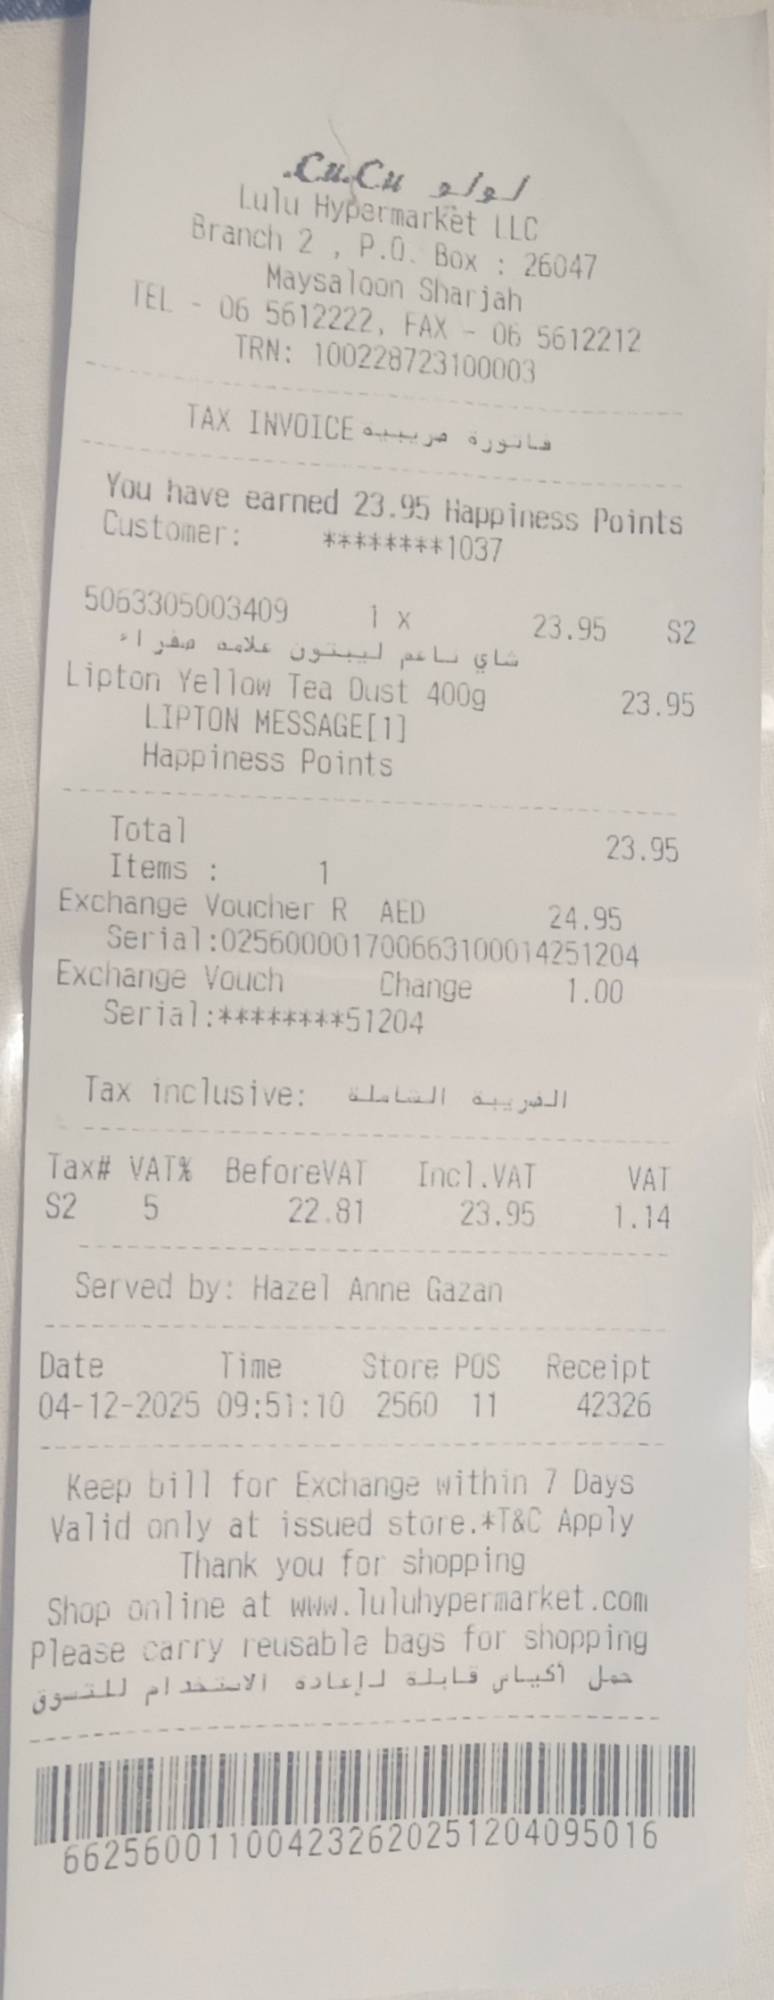 لولو LuLu
Lulu Hypermarket LLC
Branch 2 , P.O. Box : 26047
Maysaloon Sharjah
TEL - 06 5612222, FAX - 06 5612212
TRN: 100228723100003
TAX INVOICE فاتورة ضريبية
You have earned 23.95 Happiness Points
Customer: ********1037
5063305003409 1 X 23.95 S2
شاي ناعم ليبتون علامه صفراء
Lipton Yellow Tea Dust 400g 23.95
LIPTON MESSAGE[1]
Happiness Points
Total 23.95
Items : 1
Exchange Voucher R AED 24.95
Serial:025600001700663100014251204
Exchange Vouch Change 1.00
Serial:********51204
Tax inclusive: الضريبة الشاملة
Tax# VAT% BeforeVAT Incl.VAT VAT
S2 5 22.81 23.95 1.14
Served by: Hazel Anne Gazan
Date Time Store POS Receipt
04-12-2025 09:51:10 2560 11 42326
Keep bill for Exchange within 7 Days
Valid only at issued store.*T&C Apply
Thank you for shopping
Shop online at www.luluhypermarket.com
Please carry reusable bags for shopping
حمل أكياس قابلة لإعادة الاستخدام للتسوق
662560011004232620251204095016